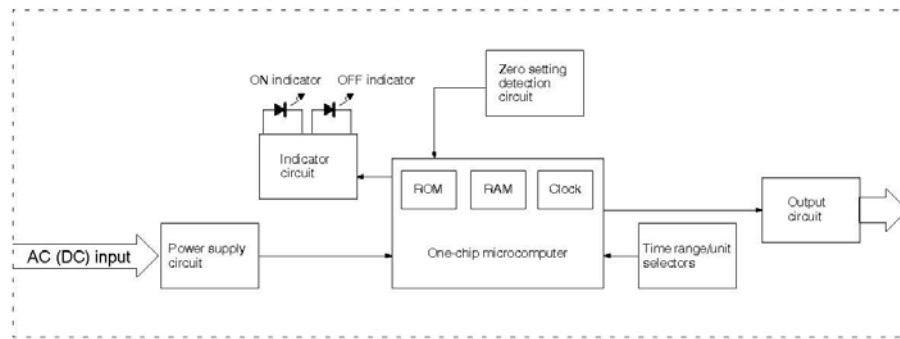 Zero setting
detection
circuit
ON indicator
OFF indicator
Indicator
circuit
ROM
RAM
Clock
One-chip microcomputer
Output
circuit
AC (DC) input
Power supply
circuit
Time range/unit
selectors